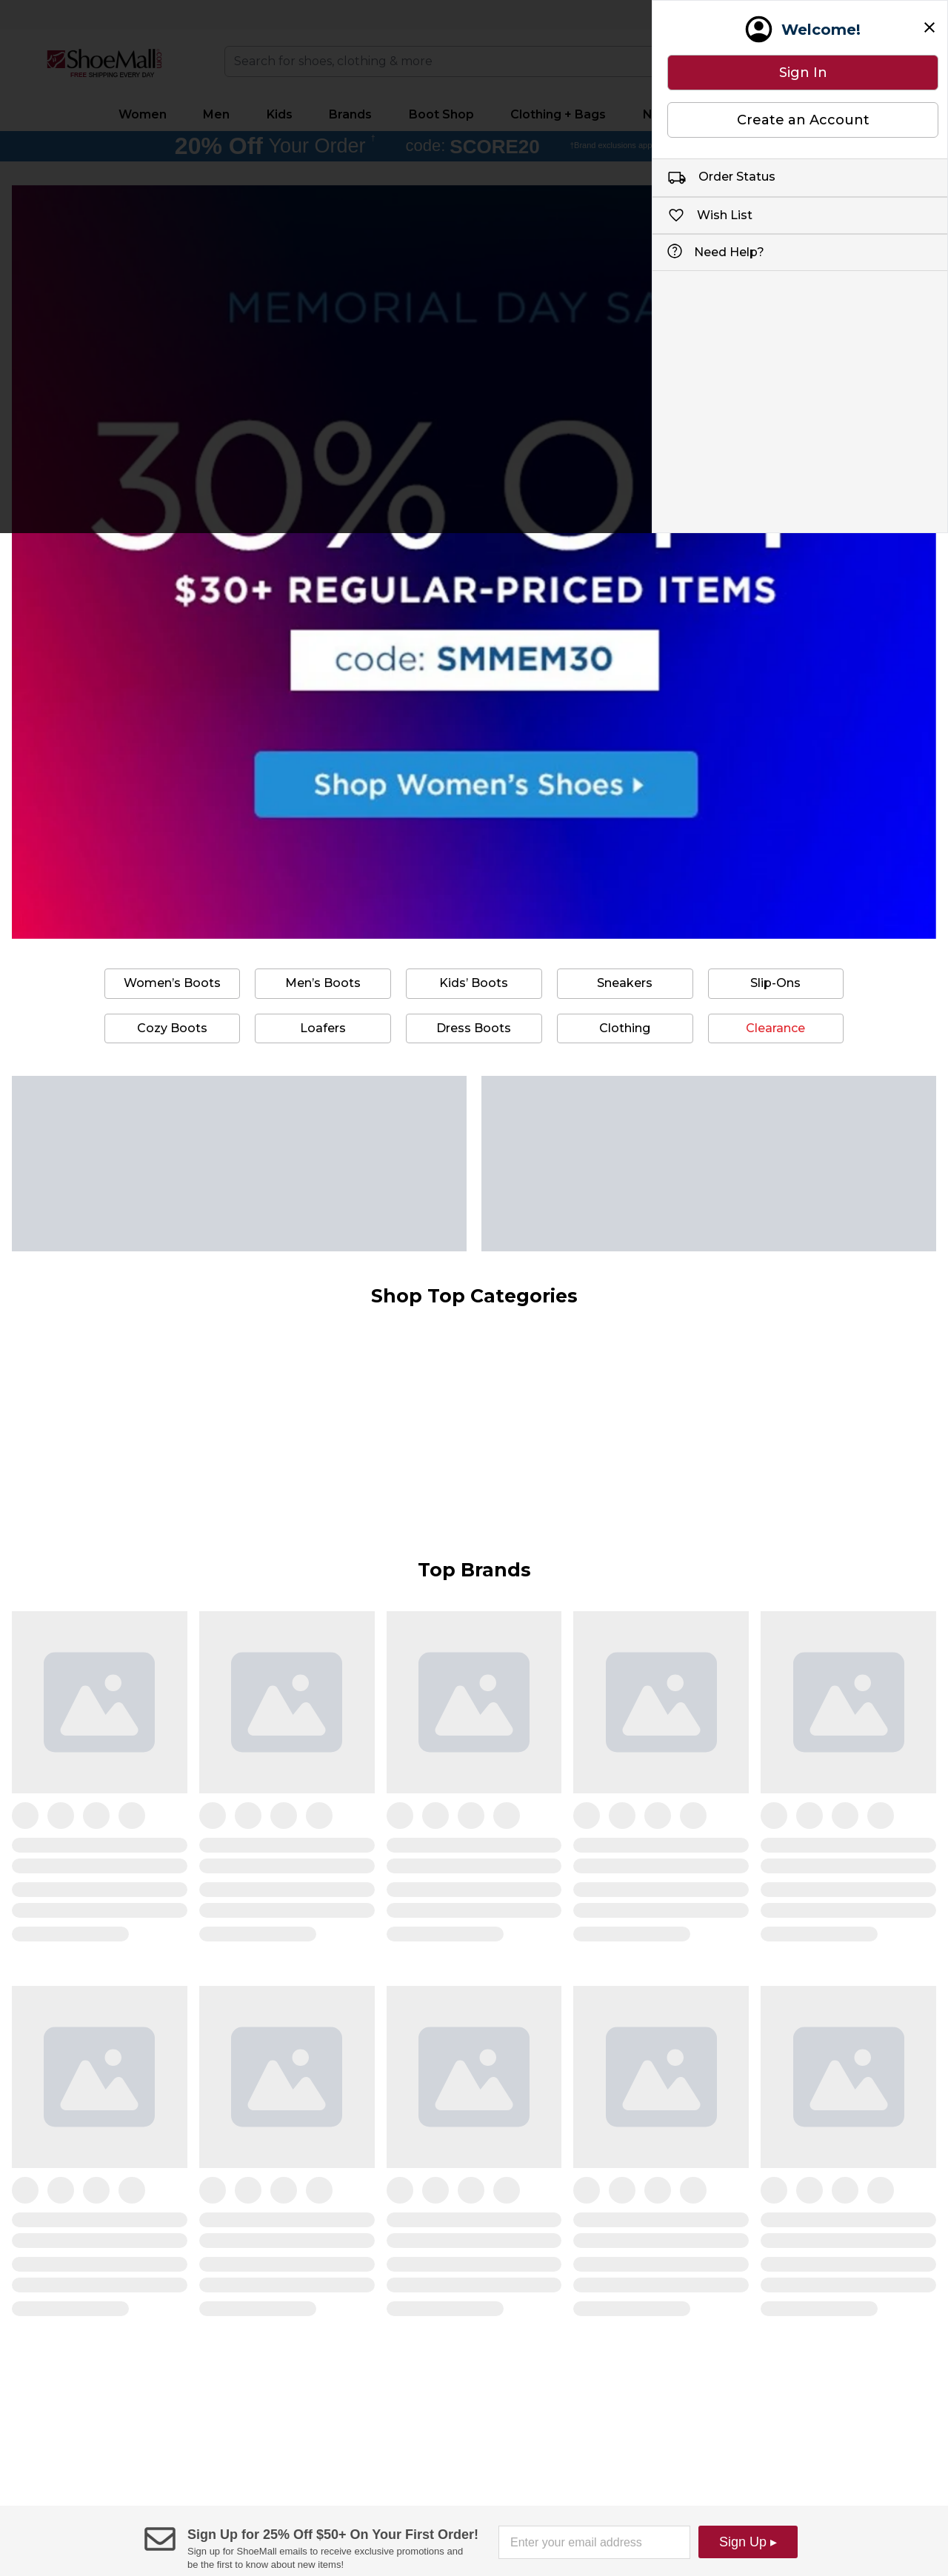 Welcome!
Sign In
Create an Account
Order Status
Wish List
Need Help?
ShoeMall.COM
FREE SHIPPING EVERY DAY
Search for shoes, clothing & more
Women Men Kids Brands Boot Shop Clothing + Bags N
20% Off Your Order † code: SCORE20 †Brand exclusions
MEMORIAL DAY SA
30% OFF
$30+ REGULAR-PRICED ITEMS
code: SMMEM30
Shop Women's Shoes
Women's Boots Men's Boots Kids' Boots Sneakers Slip-Ons
Cozy Boots Loafers Dress Boots Clothing Clearance
Shop Top Categories
Top Brands
Sign Up for 25% Off $50+ On Your First Order!
Sign up for ShoeMall emails to receive exclusive promotions and
be the first to know about new items!
Enter your email address
Sign Up ▸